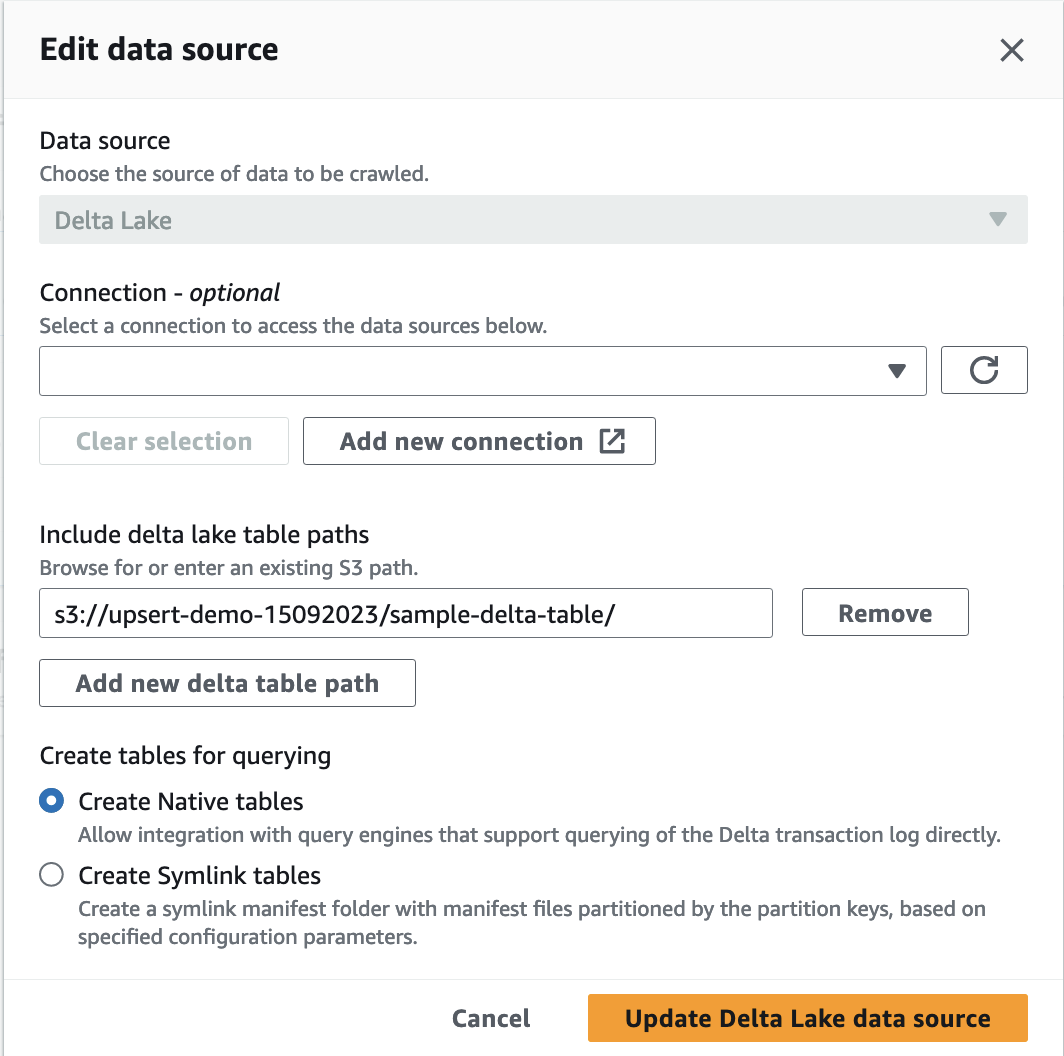 Edit data source
Data source
Choose the source of data to be crawled.
Delta Lake
Connection - optional
Select a connection to access the data sources below.
Clear selection
Add new connection
Include delta lake table paths
Browse for or enter an existing S3 path.
s3://upsert-demo-15092023/sample-delta-table/
Remove
Add new delta table path
Create tables for querying
Create Native tables
Allow integration with query engines that support querying of the Delta transaction log directly.
Create Symlink tables
Create a symlink manifest folder with manifest files partitioned by the partition keys, based on
specified configuration parameters.
Cancel
Update Delta Lake data source